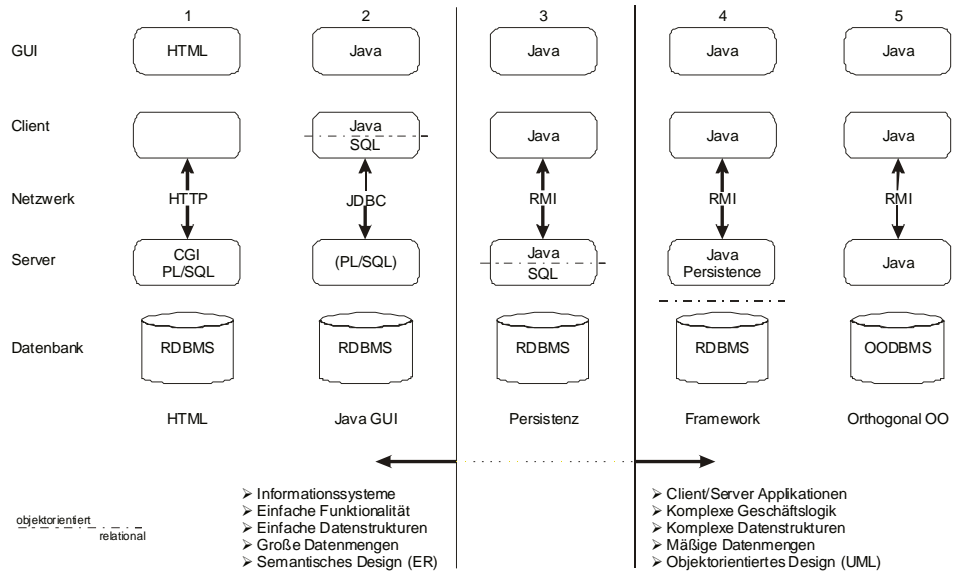 1 2 3 4 5
GUI HTML Java Java Java Java
Client Java Java Java Java
SQL
Netzwerk HTTP JDBC RMI RMI RMI
Server CGI (PL/SQL) Java Java Java
PL/SQL SQL Persistence
Datenbank RDBMS RDBMS RDBMS RDBMS OODBMS
HTML Java GUI Persistenz Framework Orthogonal OO
➢ Informationssysteme
➢ Einfache Funktionalität
➢ Einfache Datenstrukturen
➢ Große Datenmengen
➢ Semantisches Design (ER)
➢ Client/Server Applikationen
➢ Komplexe Geschäftslogik
➢ Komplexe Datenstrukturen
➢ Mäßige Datenmengen
➢ Objektorientiertes Design (UML)
objektorientiert
relational